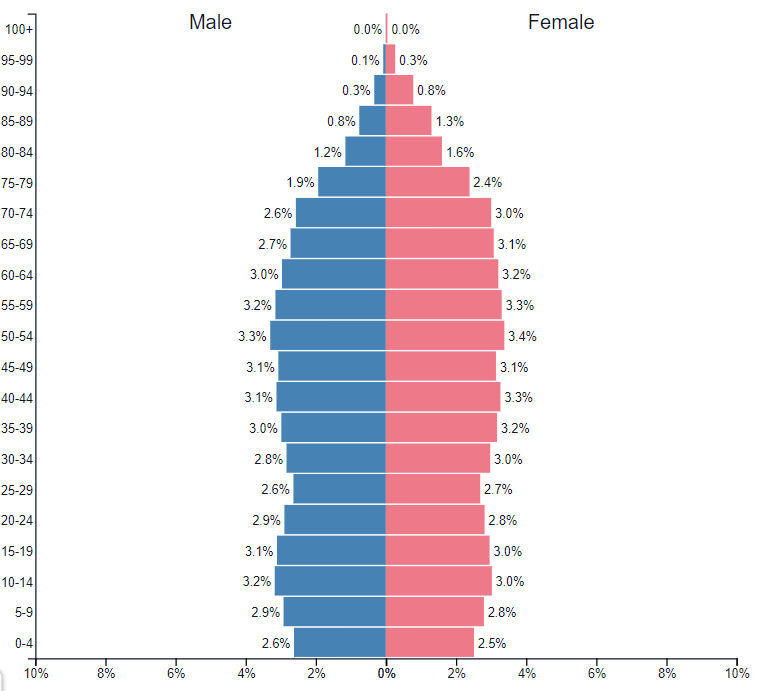 Male Female
100+ 0.0% 0.0%
95-99 0.1% 0.3%
90-94 0.3% 0.8%
85-89 0.8% 1.3%
80-84 1.2% 1.6%
75-79 1.9% 2.4%
70-74 2.6% 3.0%
65-69 2.7% 3.1%
60-64 3.0% 3.2%
55-59 3.2% 3.3%
50-54 3.3% 3.4%
45-49 3.1% 3.1%
40-44 3.1% 3.3%
35-39 3.0% 3.2%
30-34 2.8% 3.0%
25-29 2.6% 2.7%
20-24 2.9% 2.8%
15-19 3.1% 3.0%
10-14 3.2% 3.0%
5-9 2.9% 2.8%
0-4 2.6% 2.5%
10% 8% 6% 4% 2% 0% 2% 4% 6% 8% 10%